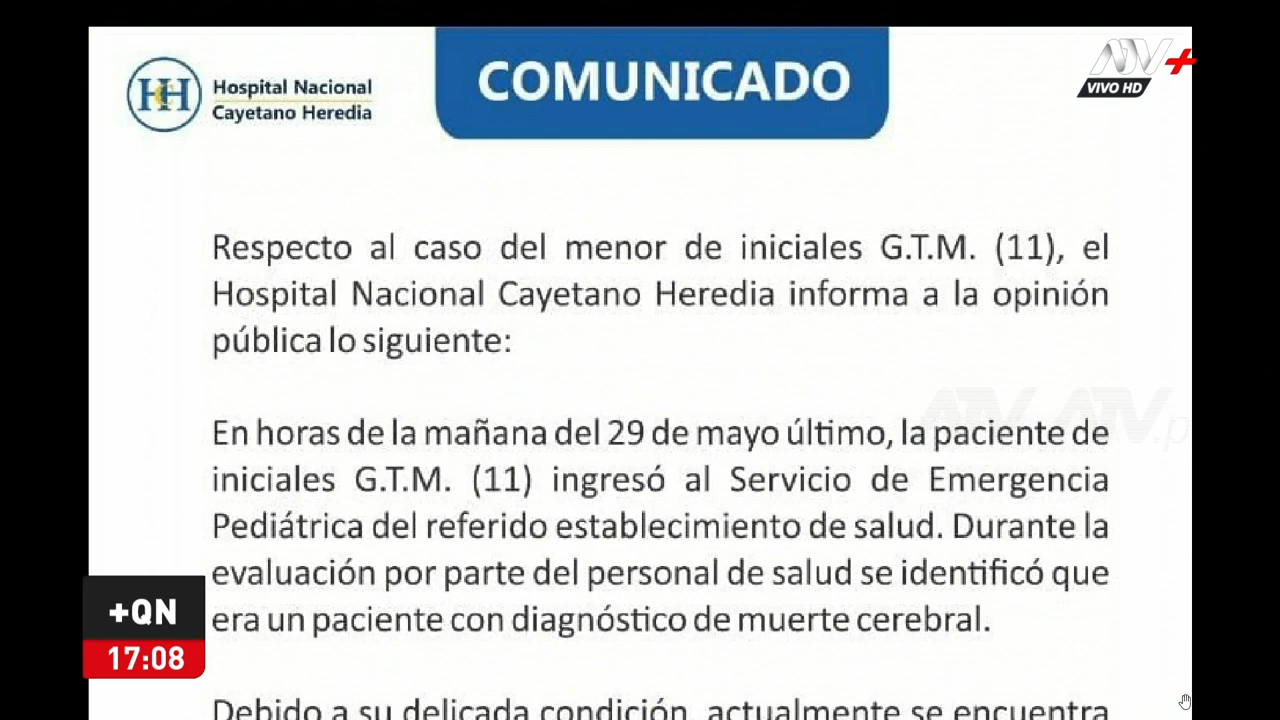 COMUNICADO
Hospital Nacional
Cayetano Heredia
ATV+
VIVO HD
Respecto al caso del menor de iniciales G.T.M. (11), el
Hospital Nacional Cayetano Heredia informa a la opinión
pública lo siguiente:
En horas de la mañana del 29 de mayo último, la paciente de
iniciales G.T.M. (11) ingresó al Servicio de Emergencia
Pediátrica del referido establecimiento de salud. Durante la
evaluación por parte del personal de salud se identificó que
era un paciente con diagnóstico de muerte cerebral.
Debido a su delicada condición, actualmente se encuentra
ATV ATV.p
+QN
17:08